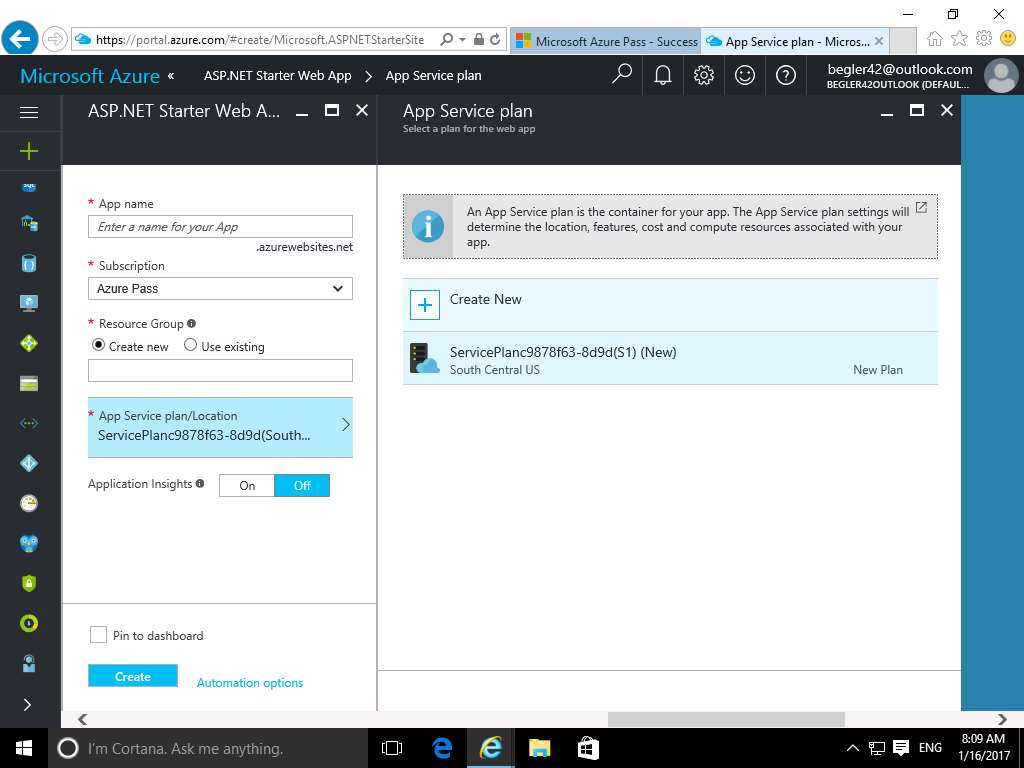 https://portal.azure.com/#create/Microsoft.ASPNETStarterSite
Microsoft Azure Pass - Success
App Service plan - Micros...
Microsoft Azure «
ASP.NET Starter Web App > App Service plan
begler42@outlook.com
BEGLER42OUTLOOK (DEFAUL...
ASP.NET Starter Web A...
App Service plan
Select a plan for the web app
* App name
Enter a name for your App
.azurewebsites.net
* Subscription
Azure Pass
* Resource Group
Create new
Use existing
* App Service plan/Location
ServicePlanc9878f63-8d9d(South...
Application Insights
On
Off
Pin to dashboard
Create
Automation options
An App Service plan is the container for your app. The App Service plan settings will
determine the location, features, cost and compute resources associated with your
app.
Create New
ServicePlanc9878f63-8d9d(S1) (New)
South Central US
New Plan
SQL
I'm Cortana. Ask me anything.
ENG
8:09 AM
1/16/2017